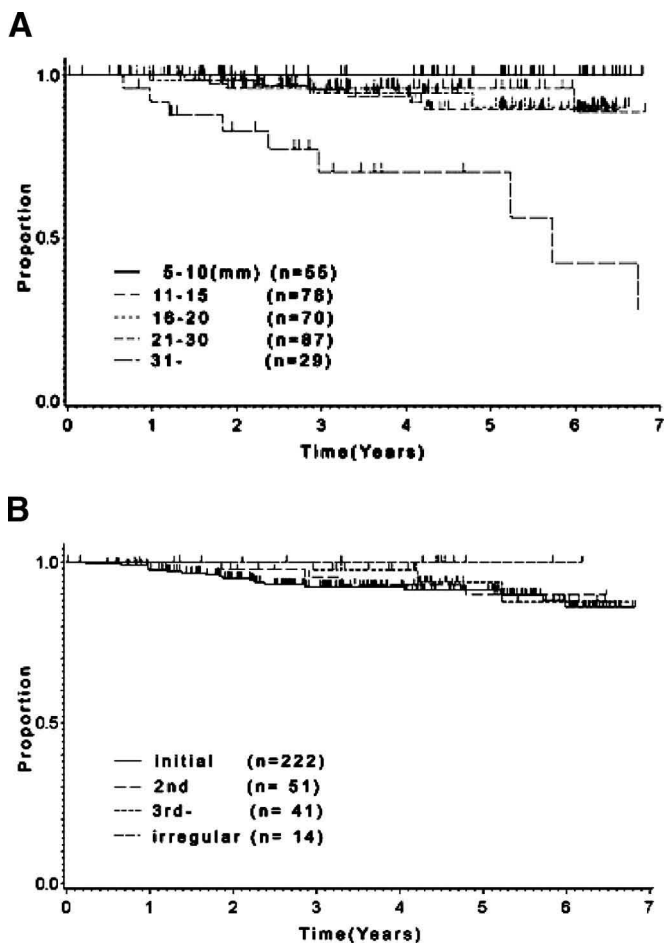 A
1.0
0.5
0.0
Proportion
5-10(mm) (n=55)
11-15 (n=78)
16-20 (n=70)
21-30 (n=87)
31- (n=29)
0 1 2 3 4 5 6 7
Time(Years)
B
1.0
0.5
0.0
Proportion
initial (n=222)
2nd (n= 51)
3rd- (n= 41)
irregular (n= 14)
0 1 2 3 4 5 6 7
Time(Years)